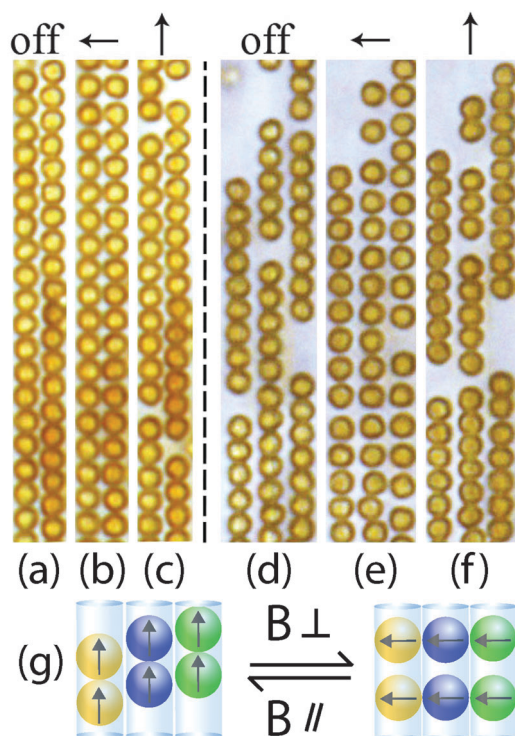 off ← ↑ off ← ↑
(a) (b) (c) (d) (e) (f)
(g) B⊥
B∥